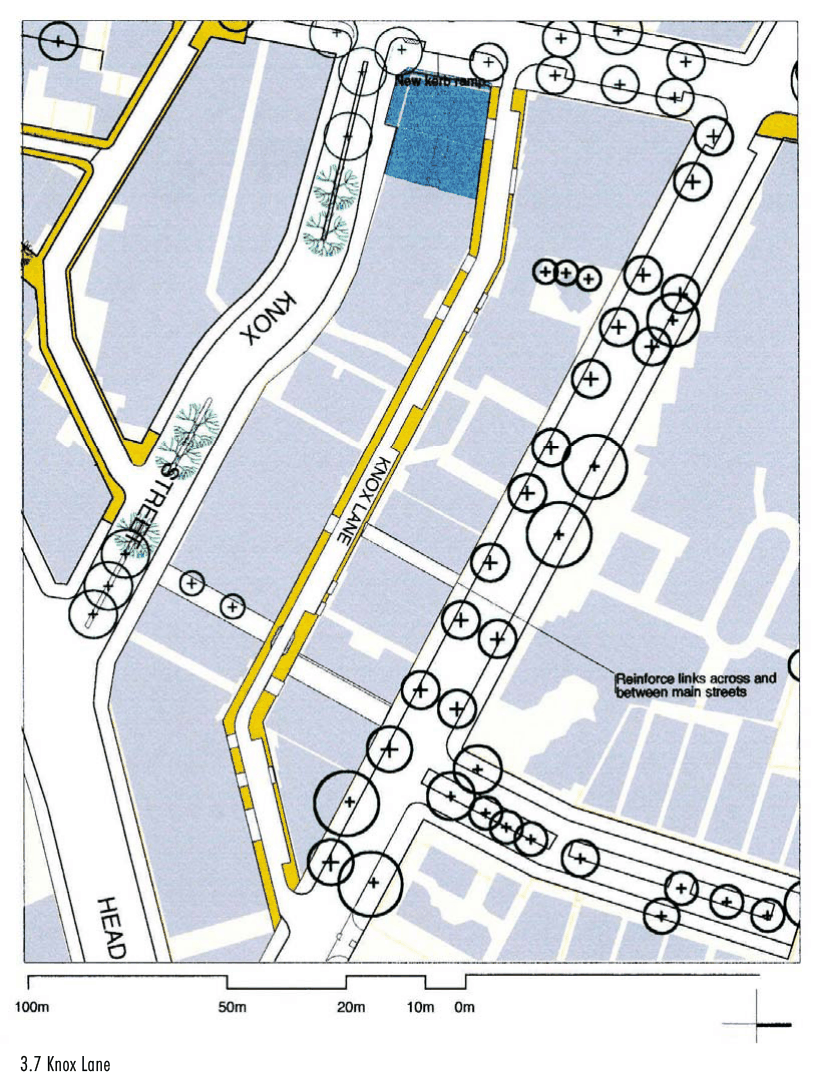 New kerb ramp
KNOX
STREET
KNOX LANE
Reinforce links across and
between main streets
HEAD
100m 50m 20m 10m 0m
3.7 Knox Lane